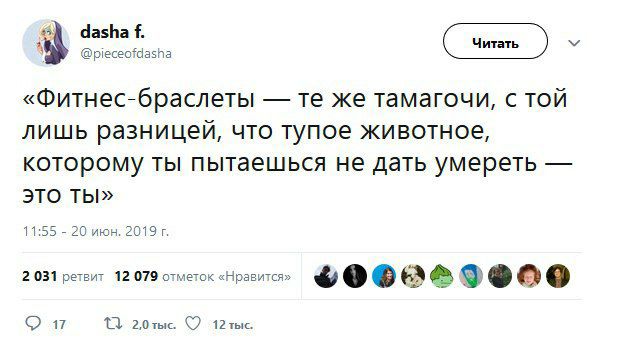 dasha f.
@pieceofdasha
Читать
«Фитнес-браслеты — те же тамагочи, с той
лишь разницей, что тупое животное,
которому ты пытаешься не дать умереть —
это ты»
11:55 - 20 июн. 2019 г.
2 031 ретвит 12 079 отметок «Нравится»
17 2,0 тыс. 12 тыс.